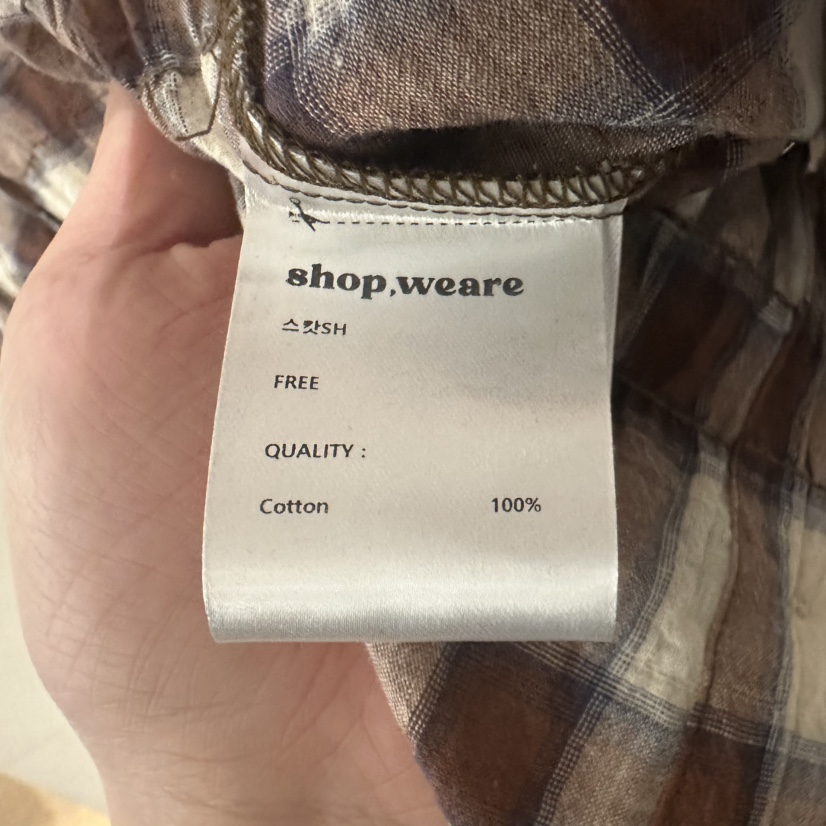 shop,weare
스캇SH
FREE
QUALITY :
Cotton 100%